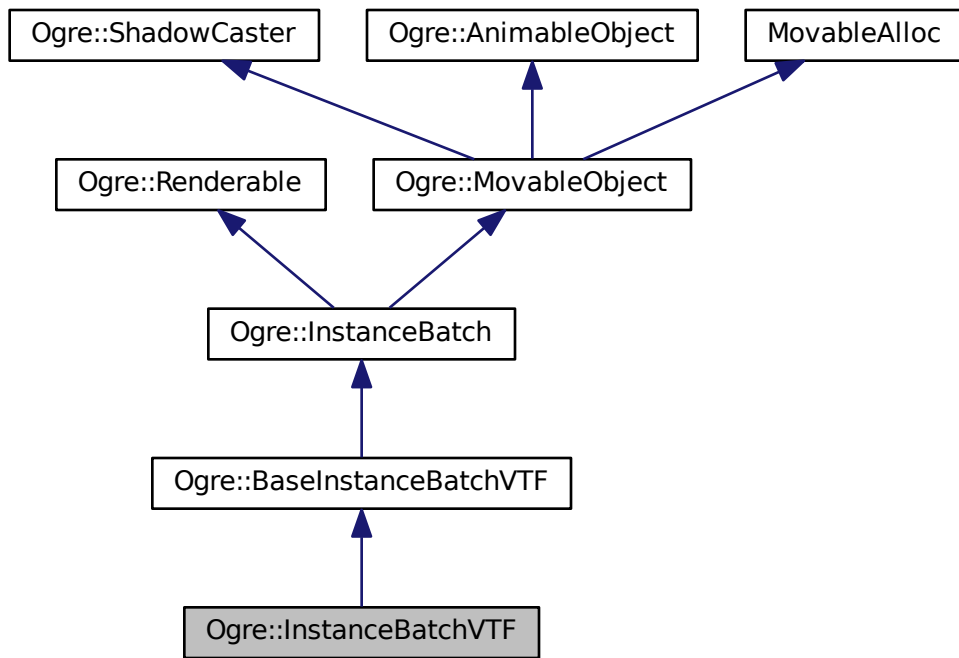 Ogre::ShadowCaster
Ogre::AnimableObject
MovableAlloc
Ogre::Renderable
Ogre::MovableObject
Ogre::InstanceBatch
Ogre::BaseInstanceBatchVTF
Ogre::InstanceBatchVTF